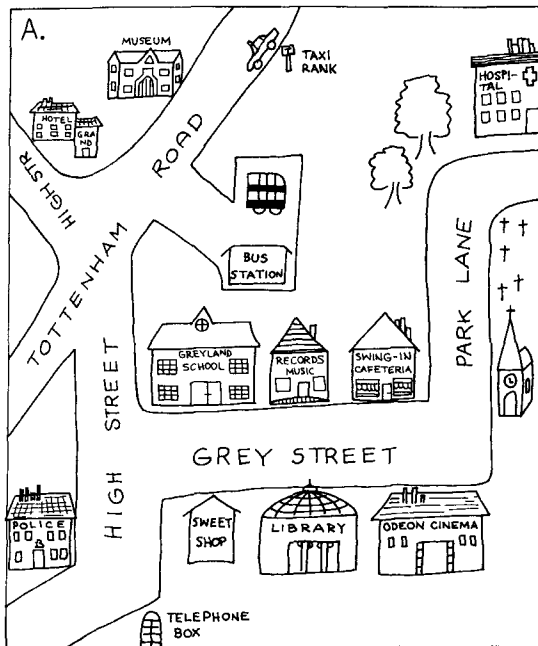 A.
MUSEUM
TAXI
RANK
HOSPI-
TAL
HOTEL
GRAND
HIGH STR
ROAD
TOTTENHAM
BUS
STATION
PARK LANE
GREYLAND
SCHOOL
RECORDS
MUSIC
SWING-IN
CAFETERIA
HIGH STREET
GREY STREET
POLICE
SWEET
SHOP
LIBRARY
ODEON CINEMA
TELEPHONE
BOX